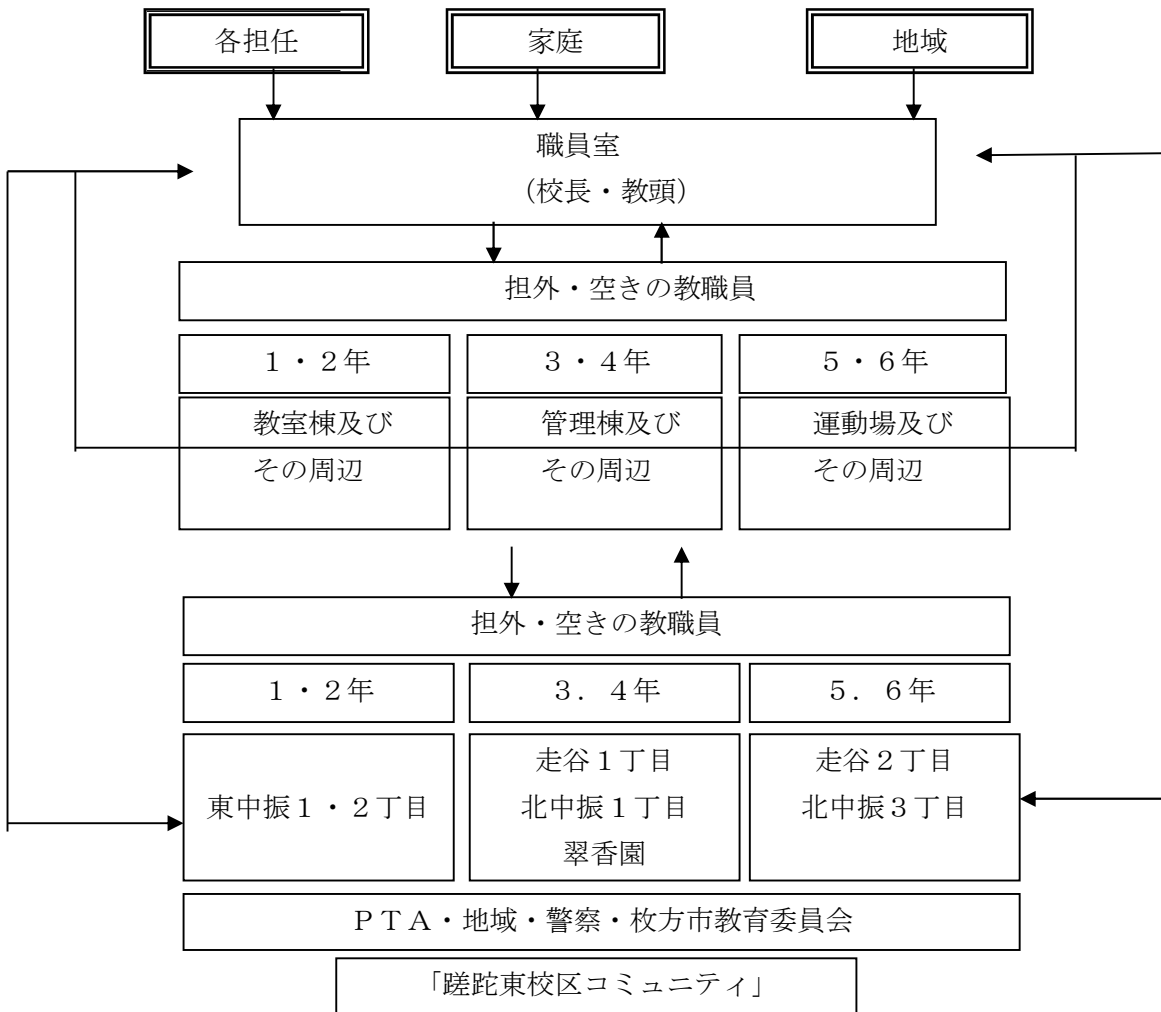 各担任
家庭
地域
職員室
（校長・教頭）
担外・空きの教職員
１・２年
３・４年
５・６年
教室棟及び
その周辺
管理棟及び
その周辺
運動場及び
その周辺
担外・空きの教職員
１・２年
３．４年
５．６年
東中振１・２丁目
走谷１丁目
北中振１丁目
翠香園
走谷２丁目
北中振３丁目
ＰＴＡ・地域・警察・枚方市教育委員会
「蹉跎東校区コミュニティ」